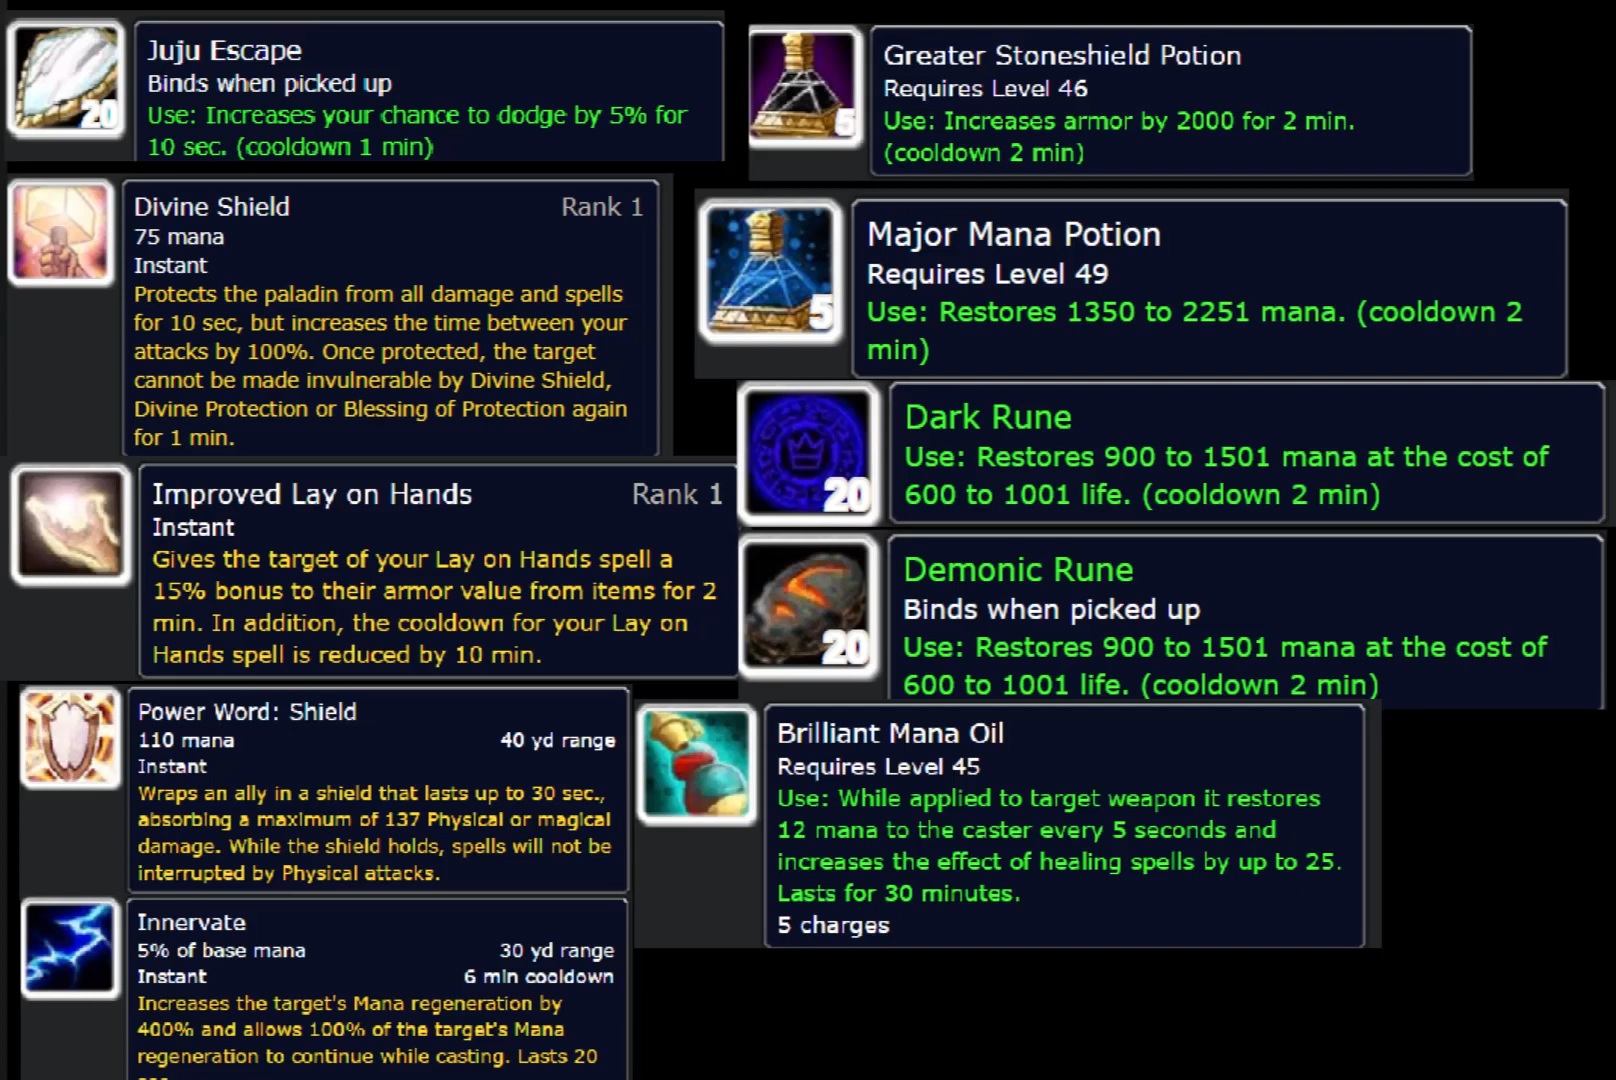 Juju Escape
Binds when picked up
Use: Increases your chance to dodge by 5% for
10 sec. (cooldown 1 min)
20
Divine Shield Rank 1
75 mana
Instant
Protects the paladin from all damage and spells
for 10 sec, but increases the time between your
attacks by 100%. Once protected, the target
cannot be made invulnerable by Divine Shield,
Divine Protection or Blessing of Protection again
for 1 min.
Improved Lay on Hands Rank 1
Instant
Gives the target of your Lay on Hands spell a
15% bonus to their armor value from items for 2
min. In addition, the cooldown for your Lay on
Hands spell is reduced by 10 min.
Power Word: Shield
110 mana 40 yd range
Instant
Wraps an ally in a shield that lasts up to 30 sec.,
absorbing a maximum of 137 Physical or magical
damage. While the shield holds, spells will not be
interrupted by Physical attacks.
Innervate
5% of base mana 30 yd range
Instant 6 min cooldown
Increases the target's Mana regeneration by
400% and allows 100% of the target's Mana
regeneration to continue while casting. Lasts 20
Greater Stoneshield Potion
Requires Level 46
Use: Increases armor by 2000 for 2 min.
(cooldown 2 min)
5
Major Mana Potion
Requires Level 49
Use: Restores 1350 to 2251 mana. (cooldown 2
min)
5
Dark Rune
Use: Restores 900 to 1501 mana at the cost of
600 to 1001 life. (cooldown 2 min)
20
Demonic Rune
Binds when picked up
Use: Restores 900 to 1501 mana at the cost of
600 to 1001 life. (cooldown 2 min)
20
Brilliant Mana Oil
Requires Level 45
Use: While applied to target weapon it restores
12 mana to the caster every 5 seconds and
increases the effect of healing spells by up to 25.
Lasts for 30 minutes.
5 charges